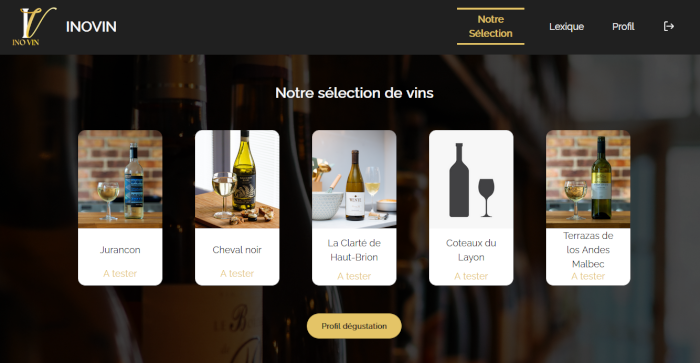 INO VIN
INOVIN
Notre
Sélection
Lexique
Profil
Notre sélection de vins
Jurancon
A tester
Cheval noir
A tester
La Clarté de
Haut-Brion
A tester
Coteaux du
Layon
A tester
Terrazas de
los Andes
Malbec
A tester
Profil dégustation